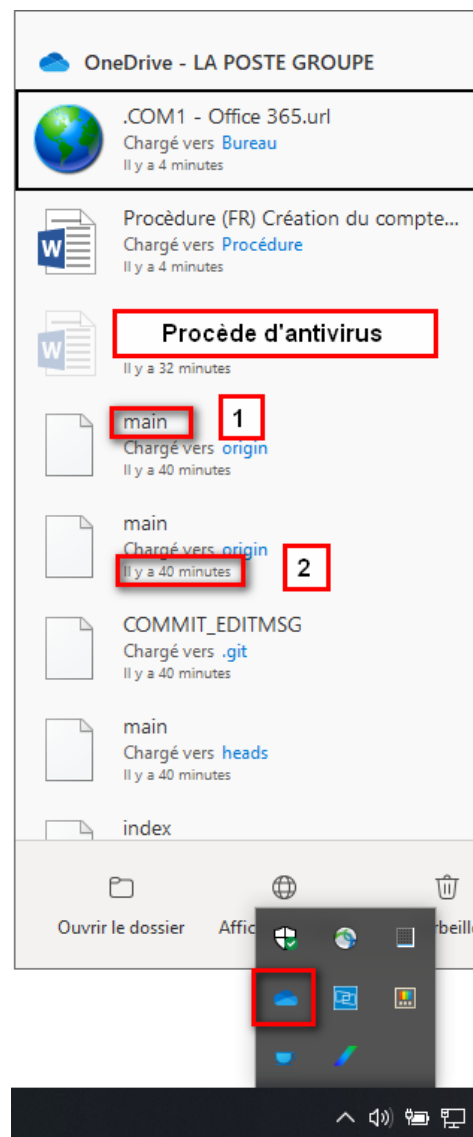 OneDrive - LA POSTE GROUPE
.COM1 - Office 365.url
Chargé vers Bureau
Il y a 4 minutes
Procèdure (FR) Création du compte...
Chargé vers Procédure
Il y a 4 minutes
Procède d'antivirus
Il y a 32 minutes
main 1
Chargé vers origin
Il y a 40 minutes
main
Chargé vers origin
Il y a 40 minutes 2
COMMIT_EDITMSG
Chargé vers .git
Il y a 40 minutes
main
Chargé vers heads
Il y a 40 minutes
index
Ouvrir le dossier Affic rbeill